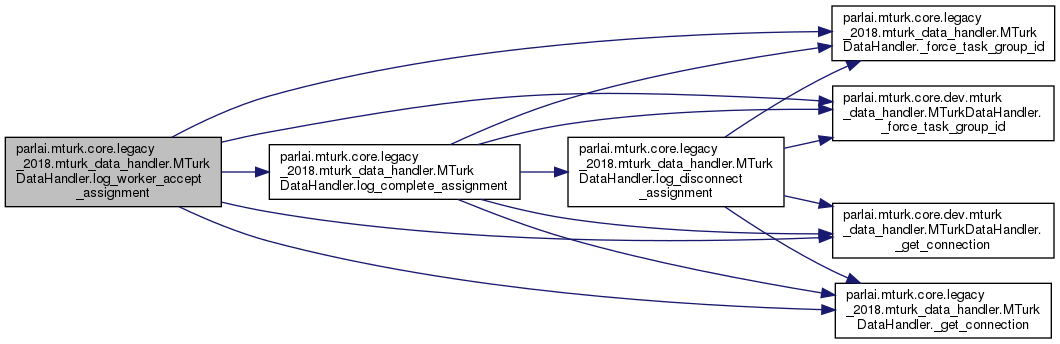 parlai.mturk.core.legacy
_2018.mturk_data_handler.MTurk
DataHandler.log_worker_accept
_assignment
parlai.mturk.core.legacy
_2018.mturk_data_handler.MTurk
DataHandler.log_complete_assignment
parlai.mturk.core.legacy
_2018.mturk_data_handler.MTurk
DataHandler.log_disconnect
_assignment
parlai.mturk.core.legacy
_2018.mturk_data_handler.MTurk
DataHandler._force_task_group_id
parlai.mturk.core.dev.mturk
_data_handler.MTurkDataHandler.
_force_task_group_id
parlai.mturk.core.dev.mturk
_data_handler.MTurkDataHandler.
_get_connection
parlai.mturk.core.legacy
_2018.mturk_data_handler.MTurk
DataHandler._get_connection